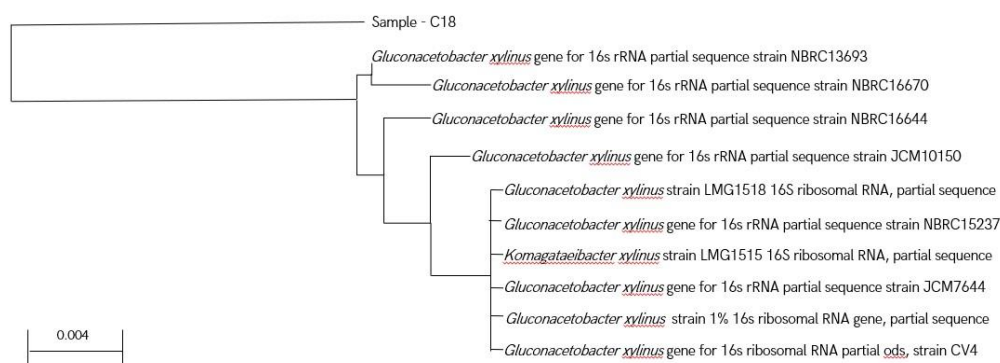 Sample - C18
Gluconacetobacter xylinus gene for 16s rRNA partial sequence strain NBRC13693
Gluconacetobacter xylinus gene for 16s rRNA partial sequence strain NBRC16670
Gluconacetobacter xylinus gene for 16s rRNA partial sequence strain NBRC16644
Gluconacetobacter xylinus gene for 16s rRNA partial sequence strain JCM10150
Gluconacetobacter xylinus strain LMG1518 16S ribosomal RNA, partial sequence
Gluconacetobacter xylinus gene for 16s rRNA partial sequence strain NBRC15237
Komagataeibacter xylinus strain LMG1515 16S ribosomal RNA, partial sequence
Gluconacetobacter xylinus gene for 16s rRNA partial sequence strain JCM7644
Gluconacetobacter xylinus strain 1% 16s ribosomal RNA gene, partial sequence
Gluconacetobacter xylinus gene for 16s ribosomal RNA partial ods, strain CV4
0.004